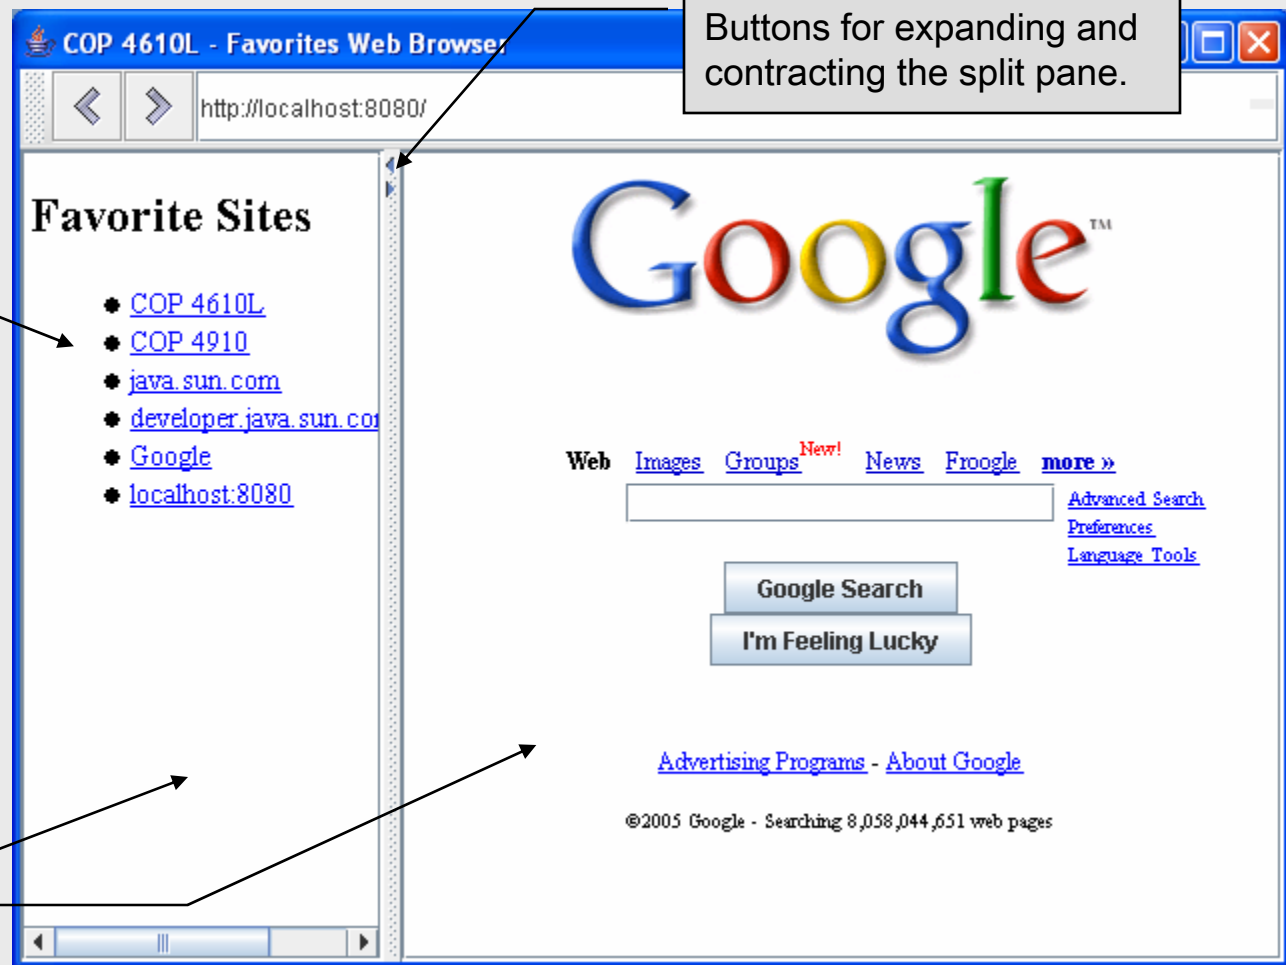 COP 4610L - Favorites Web Browser
Buttons for expanding and
contracting the split pane.
http://localhost:8080/
Favorite Sites
COP 4610L
COP 4910
java.sun.com
developer.java.sun.co
Google
localhost:8080
Google™
Web Images Groups New! News Froogle more »
Advanced Search
Preferences
Language Tools
Google Search
I'm Feeling Lucky
Advertising Programs - About Google
©2005 Google - Searching 8,058,044,651 web pages